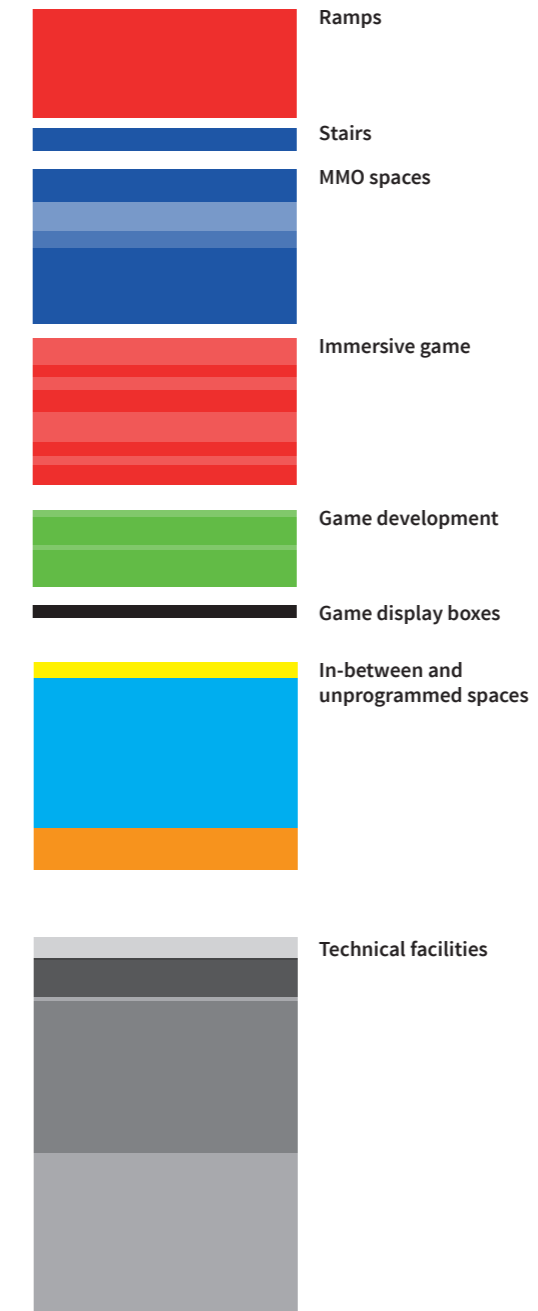 Ramps
Stairs
MMO spaces
Immersive game
Game development
Game display boxes
In-between and
unprogrammed spaces
Technical facilities